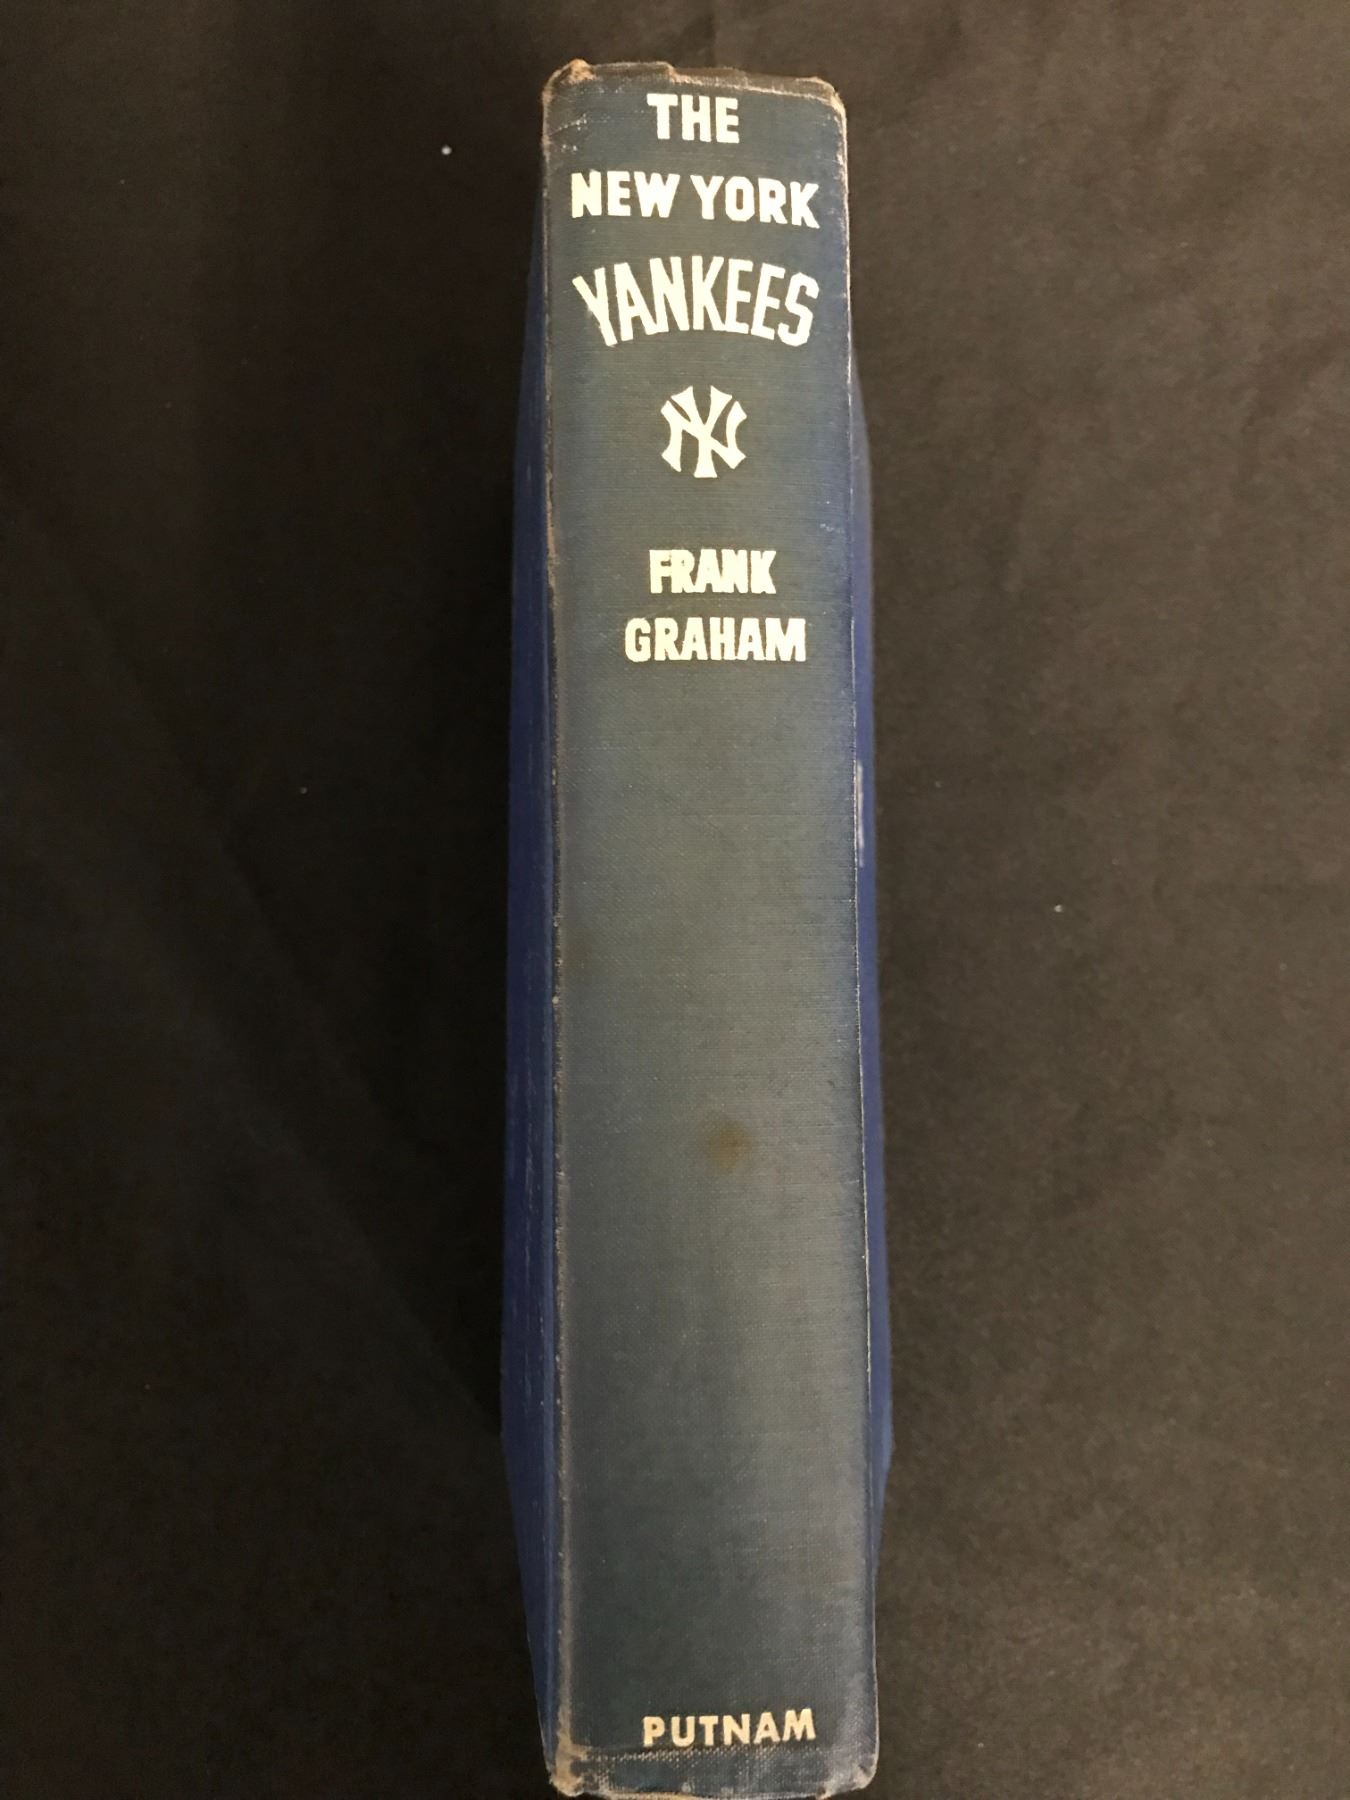 THE
NEW YORK
YANKEES
NY
FRANK
GRAHAM
PUTNAM